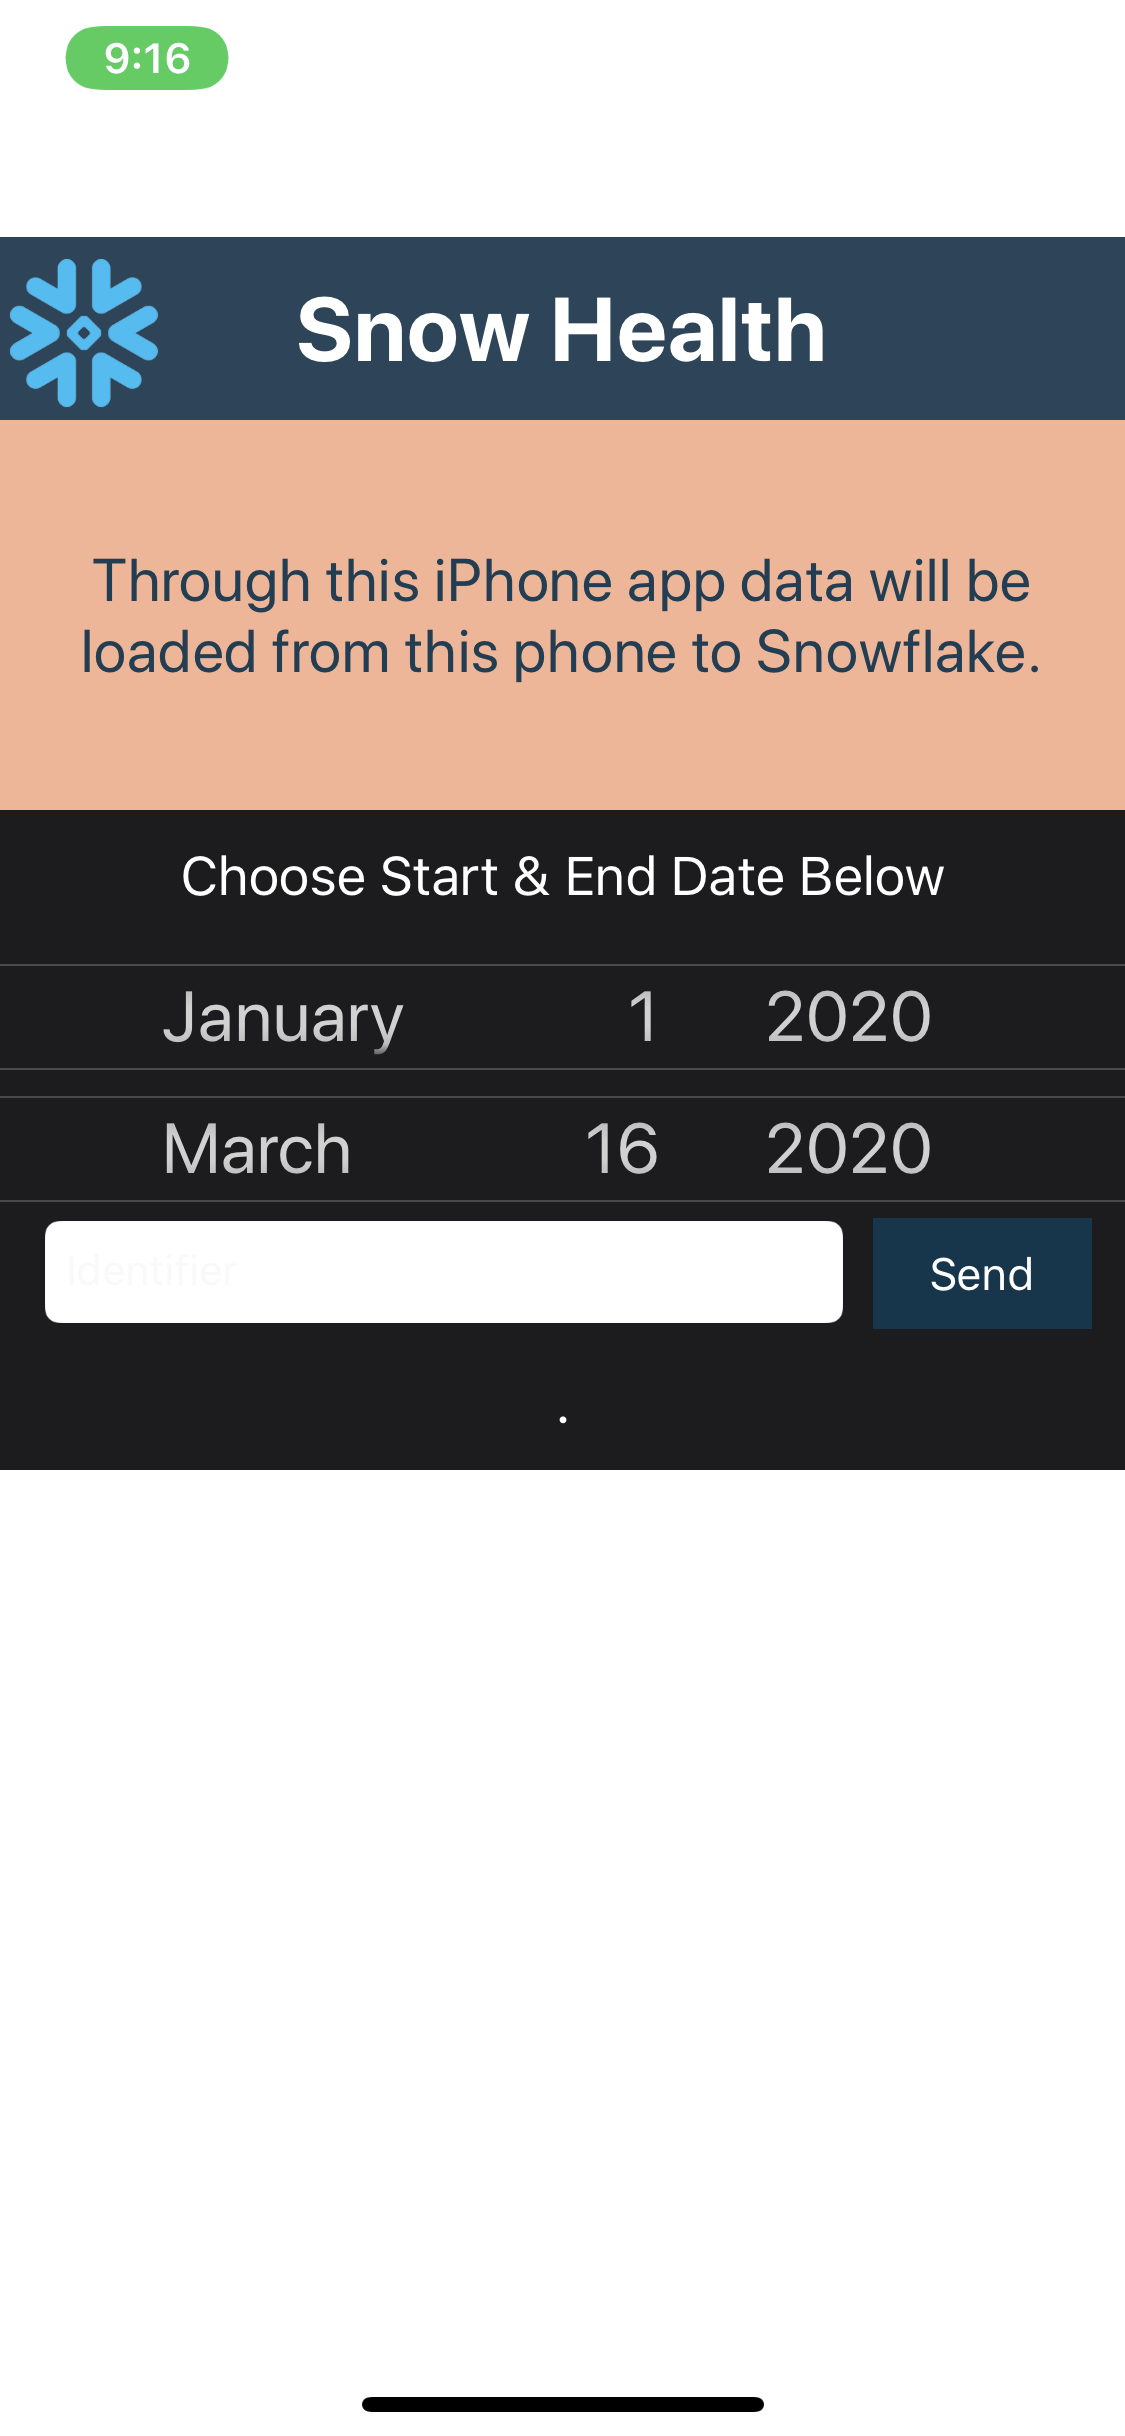 9:16
Snow Health
Through this iPhone app data will be
loaded from this phone to Snowflake.
Choose Start & End Date Below
January 1 2020
March 16 2020
Identifier
Send
.